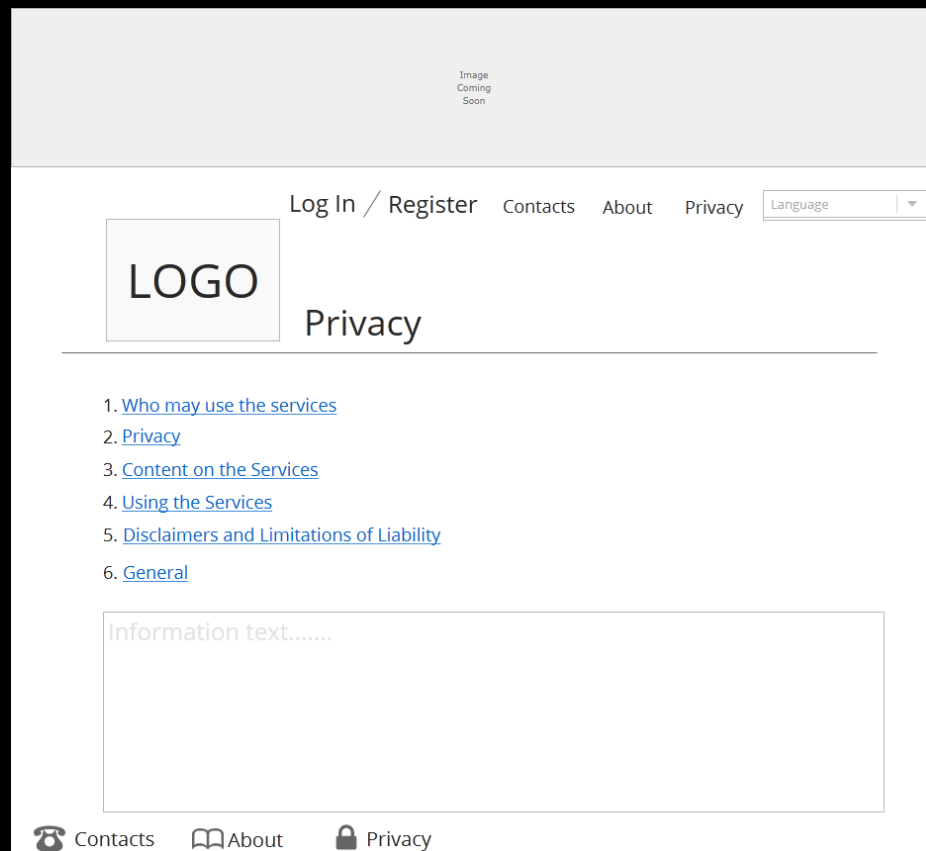 Image
Coming
Soon
Log In / Register Contacts About Privacy Language
LOGO
Privacy
1. Who may use the services
2. Privacy
3. Content on the Services
4. Using the Services
5. Disclaimers and Limitations of Liability
6. General
Information text.......
Contacts About Privacy